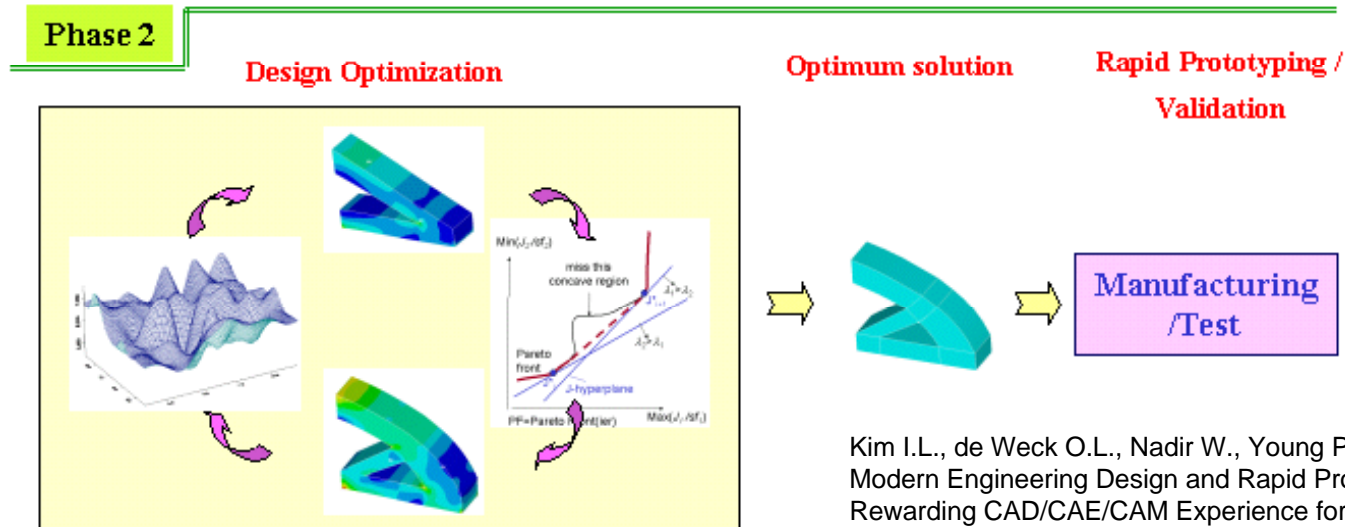 Phase 2
Design Optimization
Optimum solution
Rapid Prototyping /
Validation
Min(J₂/sf₂)
miss this
concave region
Pareto
front
J-hyperplane
Max(J₁/sf₁)
Manufacturing
/Test
Kim I.L., de Weck O.L., Nadir W., Young P
Modern Engineering Design and Rapid Pro
Rewarding CAD/CAE/CAM Experience for